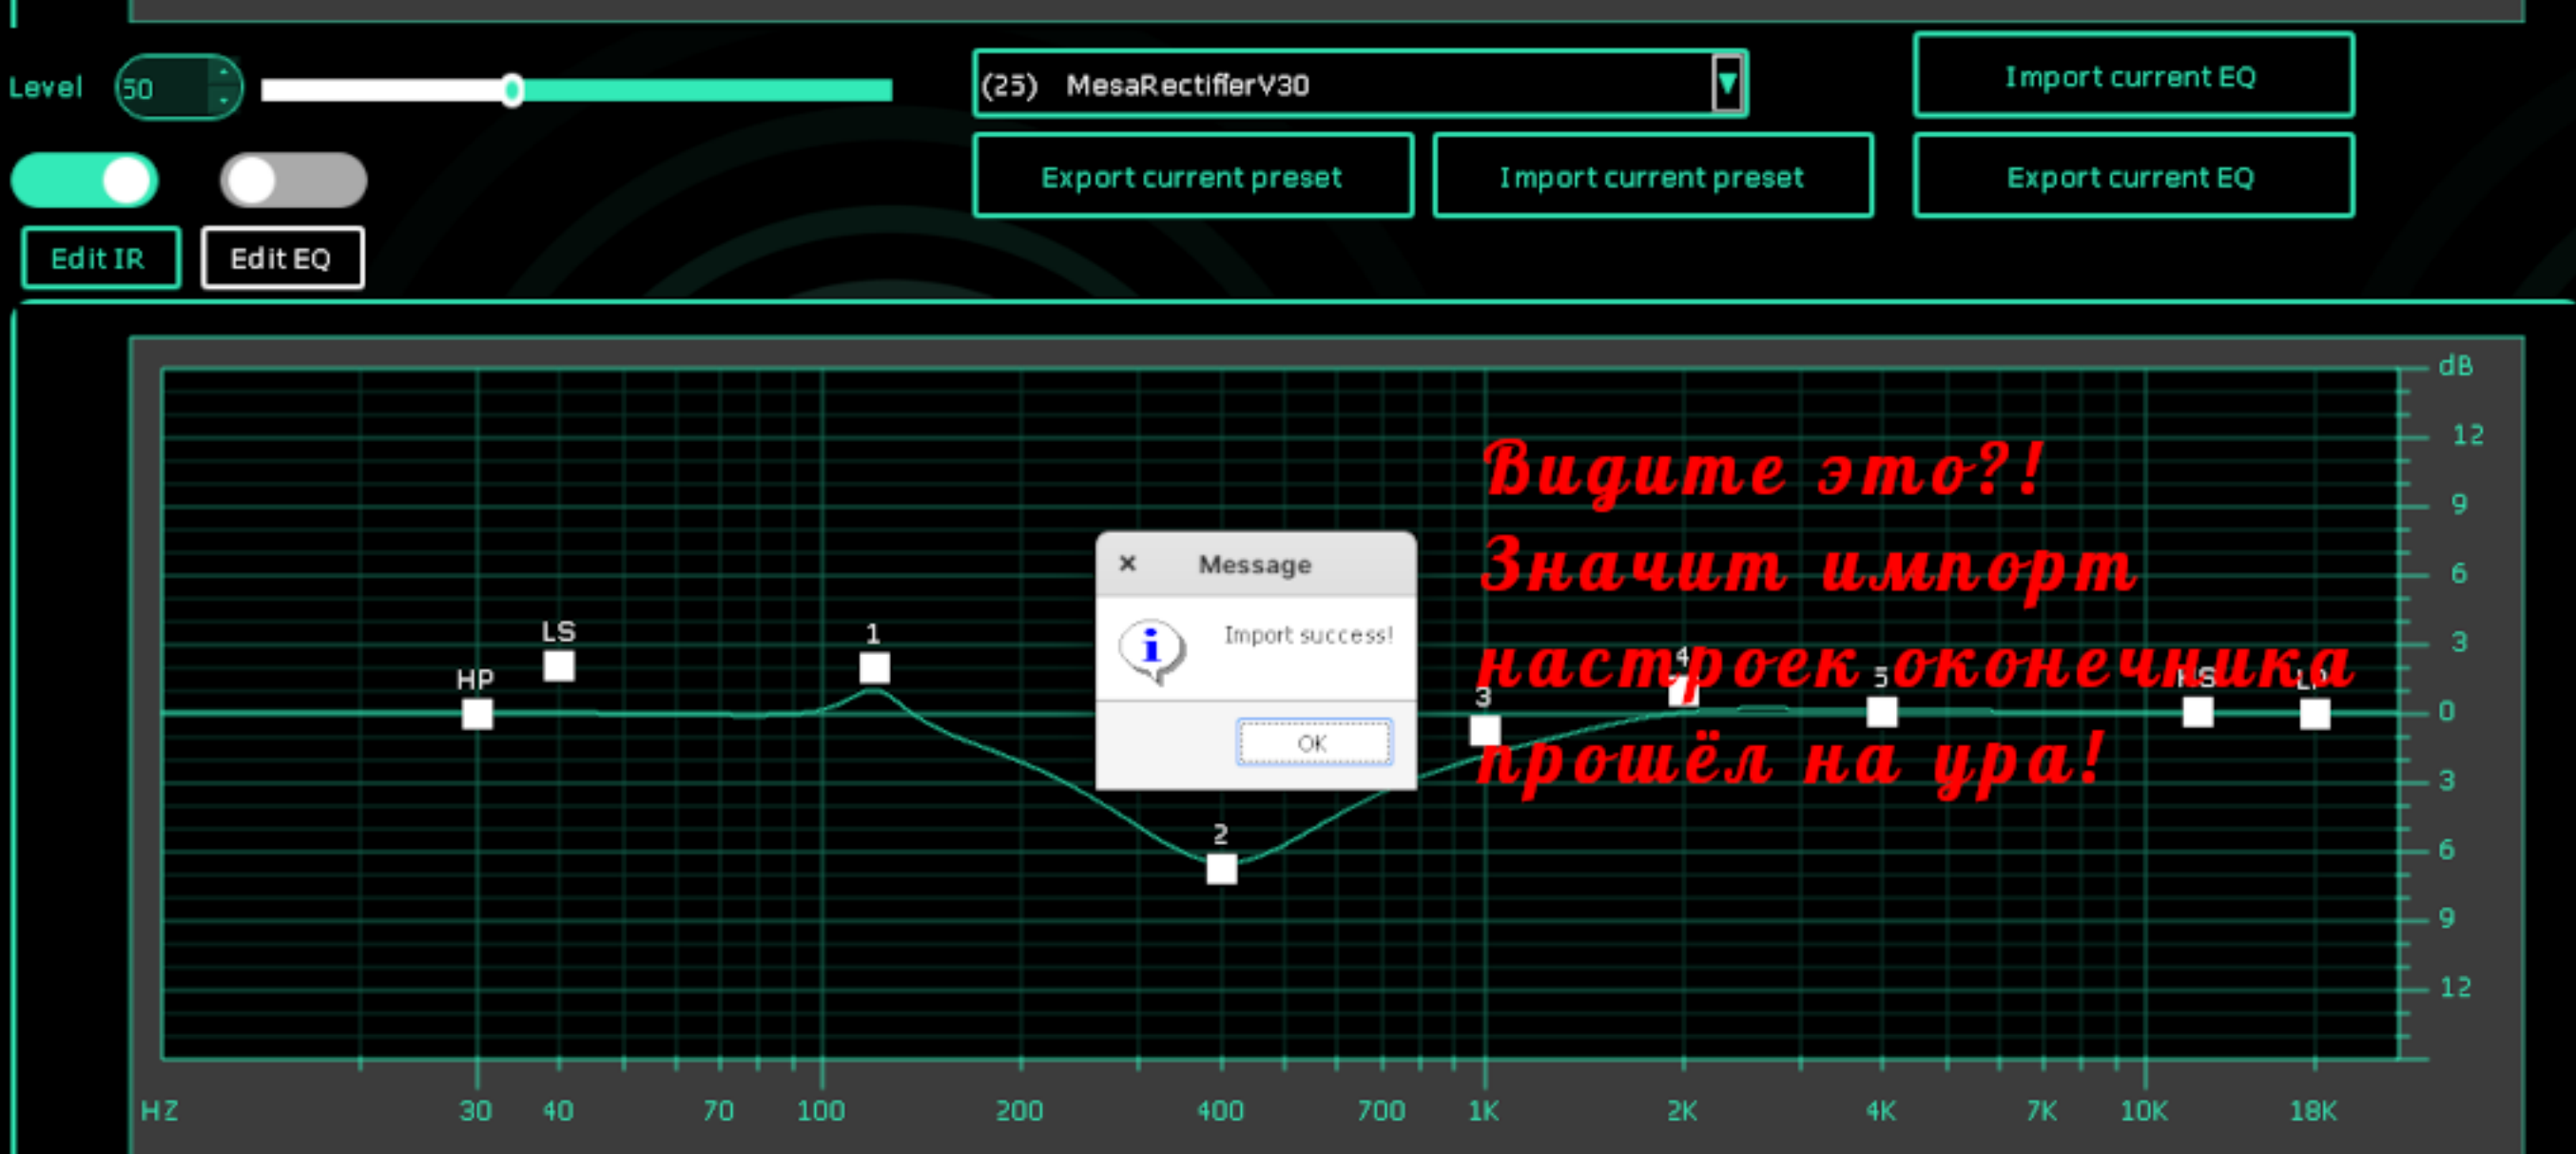 Level 50
(25) MesaRectifierV30
Import current EQ
Export current preset
Import current preset
Export current EQ
Edit IR
Edit EQ
dB
12
9
6
3
0
3
6
9
12
HP
LS
1
2
3
4
5
HS
LP
Message
Import success!
OK
Видите это?!
Значит импорт
настроек оконечника
прошёл на ура!
HZ 30 40 70 100 200 400 700 1K 2K 4K 7K 10K 18K